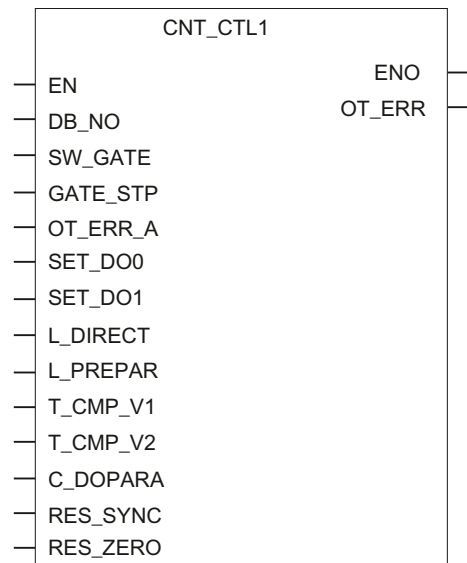 CNT_CTL1
EN
ENO
DB_NO
OT_ERR
SW_GATE
GATE_STP
OT_ERR_A
SET_DO0
SET_DO1
L_DIRECT
L_PREPAR
T_CMP_V1
T_CMP_V2
C_DOPARA
RES_SYNC
RES_ZERO